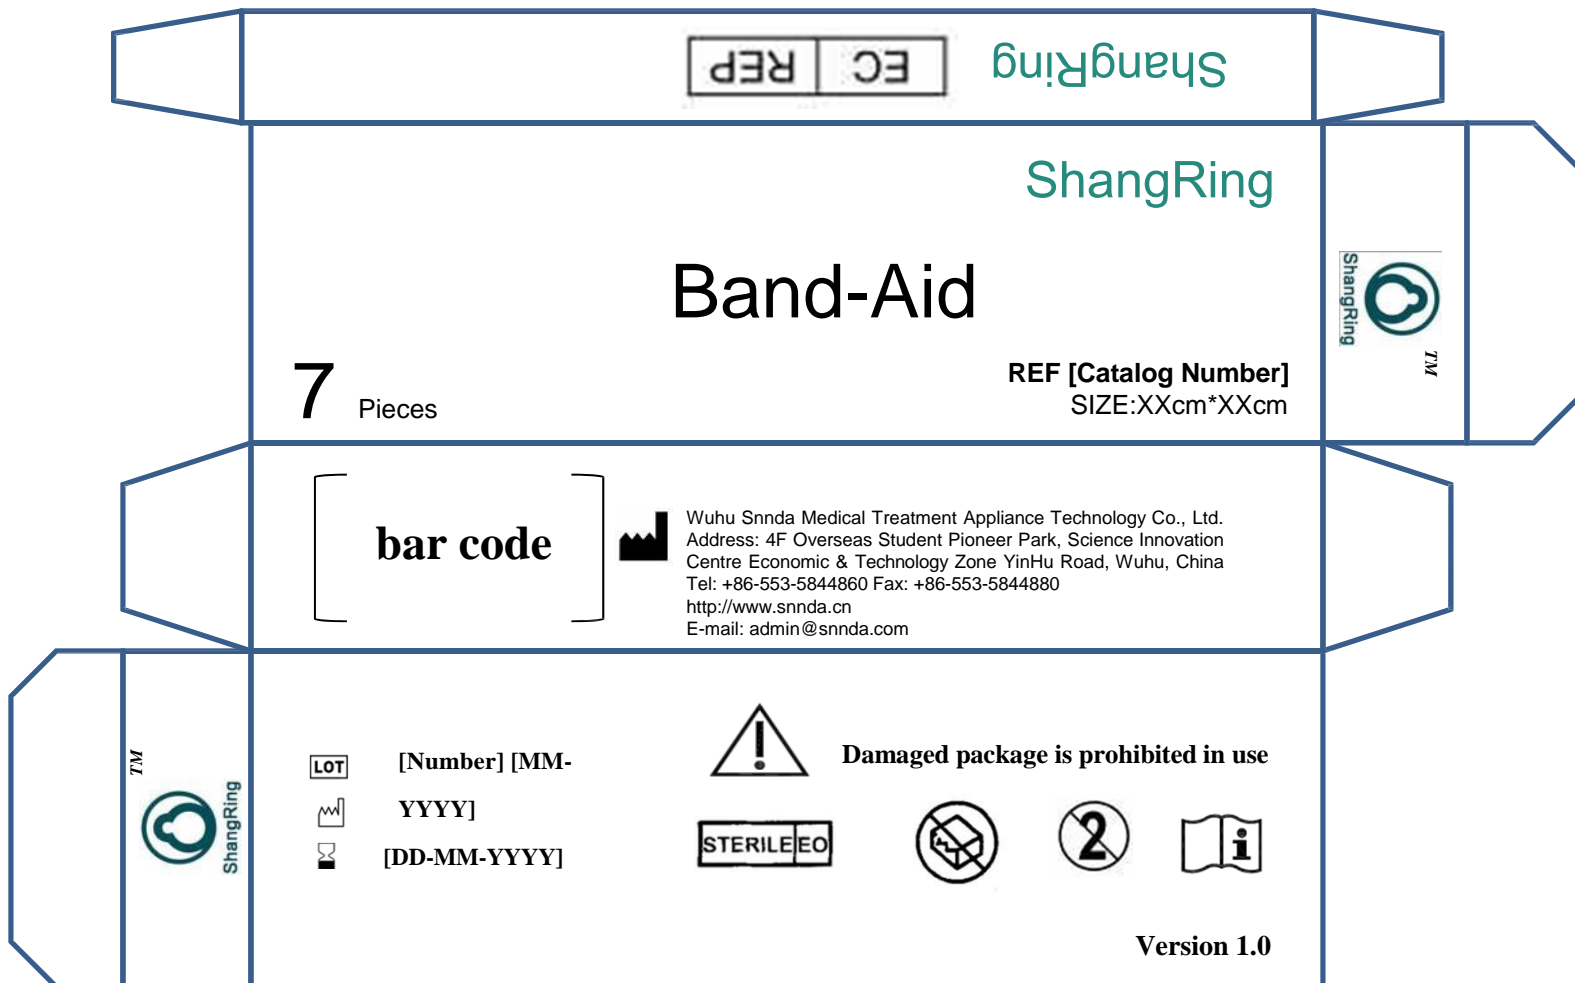 EC REP
ShangRing
ShangRing
Band-Aid
ShangRing
TM
7 Pieces
REF [Catalog Number]
SIZE:XXcm*XXcm
bar code
Wuhu Snnda Medical Treatment Appliance Technology Co., Ltd.
Address: 4F Overseas Student Pioneer Park, Science Innovation
Centre Economic & Technology Zone YinHu Road, Wuhu, China
Tel: +86-553-5844860 Fax: +86-553-5844880
http://www.snnda.cn
E-mail: admin@snnda.com
TM
ShangRing
LOT [Number] [MM-
YYYY]
[DD-MM-YYYY]
Damaged package is prohibited in use
STERILE EO
2
i
Version 1.0